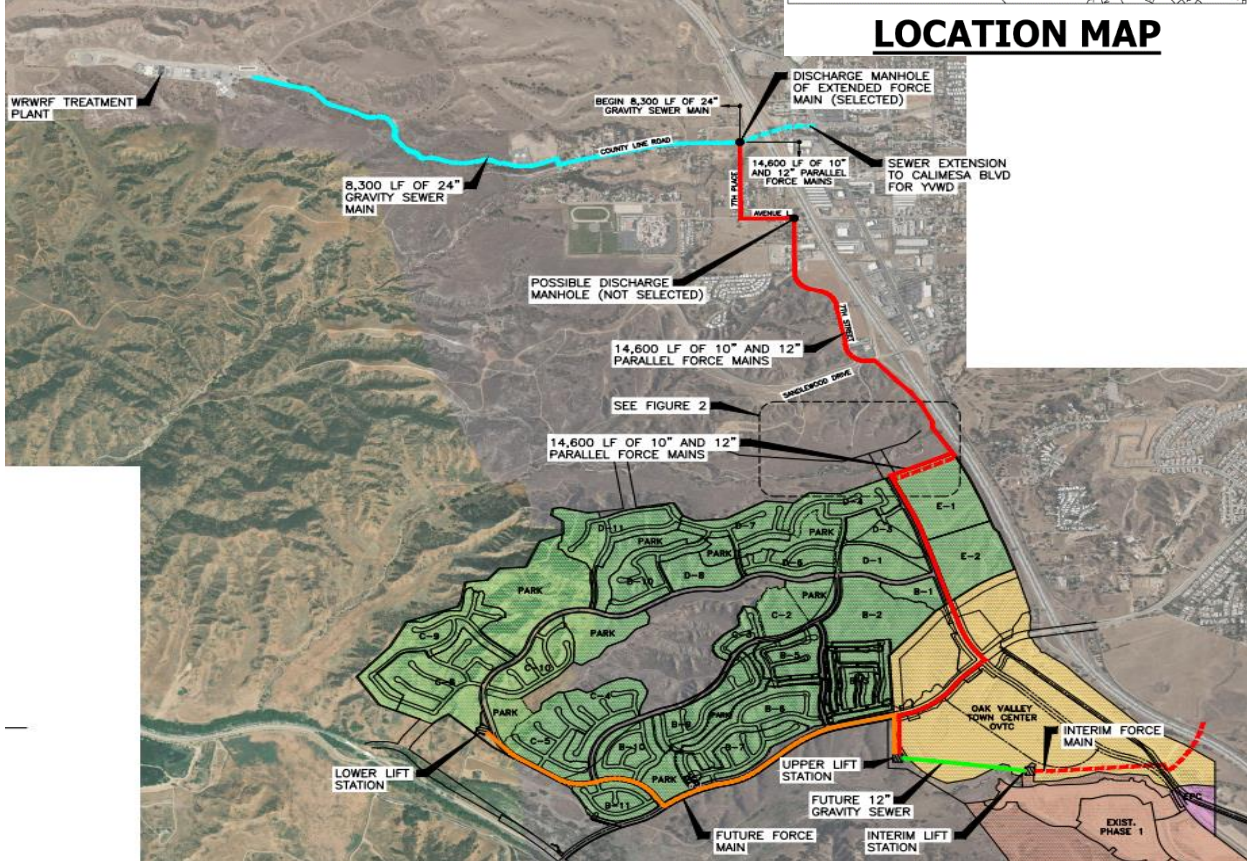 LOCATION MAP
WRWRF TREATMENT
PLANT
BEGIN 8,300 LF OF 24"
GRAVITY SEWER MAIN
DISCHARGE MANHOLE
OF EXTENDED FORCE
MAIN (SELECTED)
COUNTY LINE ROAD
8,300 LF OF 24"
GRAVITY SEWER
MAIN
14,600 LF OF 10"
AND 12" PARALLEL
FORCE MAINS
SEWER EXTENSION
TO CALIMESA BLVD
FOR YVWD
7TH PLACE
AVENUE L
POSSIBLE DISCHARGE
MANHOLE (NOT SELECTED)
7TH STREET
14,600 LF OF 10" AND 12"
PARALLEL FORCE MAINS
SANDLEWOOD DRIVE
SEE FIGURE 2
14,600 LF OF 10" AND 12"
PARALLEL FORCE MAINS
D-4
E-1
D-11
D-7
D-3
PARK
PARK
PARK
D-6
D-1
E-2
D-10
D-8
PARK
PARK
B-1
C-2
B-2
C-9
PARK
C-3
C-10
B-5
C-8
C-4
PARK
C-5
B-9
PARK
B-6
OAK VALLEY
TOWN CENTER
OVTC
B-10
B-7
INTERIM FORCE
MAIN
LOWER LIFT
STATION
PARK
UPPER LIFT
STATION
B-11
FUTURE 12"
GRAVITY SEWER
EPC
FUTURE FORCE
MAIN
INTERIM LIFT
STATION
EXIST.
PHASE 1